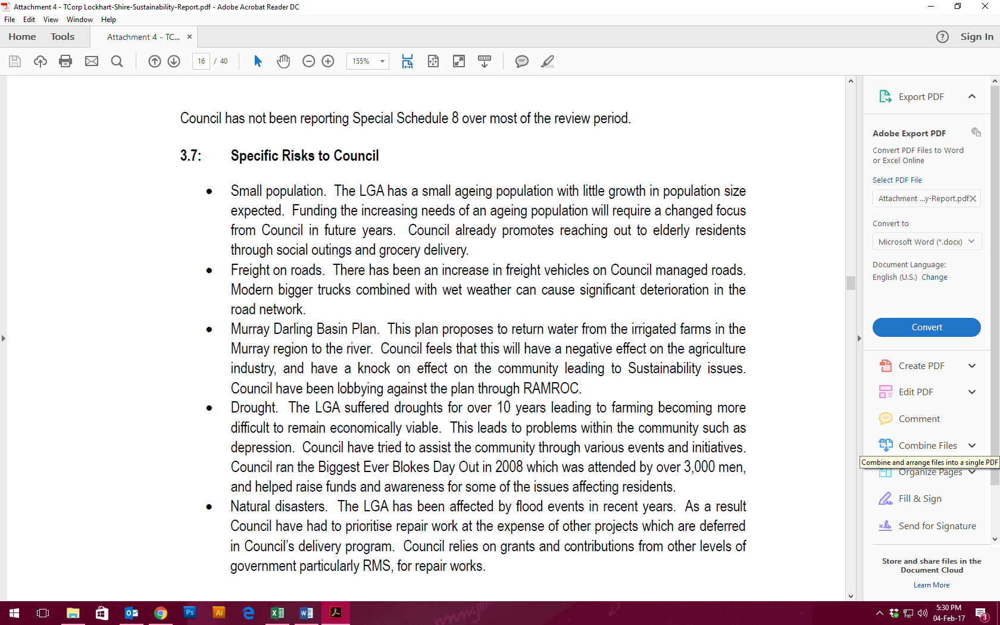 Attachment 4 - TCorp Lockhart-Shire-Sustainability-Report.pdf - Adobe Acrobat Reader DC
File Edit View Window Help
Home Tools Attachment 4 - TC... × ? Sign In
16 / 40 155%
Council has not been reporting Special Schedule 8 over most of the review period.
3.7: Specific Risks to Council
• Small population. The LGA has a small ageing population with little growth in population size
expected. Funding the increasing needs of an ageing population will require a changed focus
from Council in future years. Council already promotes reaching out to elderly residents
through social outings and grocery delivery.
• Freight on roads. There has been an increase in freight vehicles on Council managed roads.
Modern bigger trucks combined with wet weather can cause significant deterioration in the
road network.
• Murray Darling Basin Plan. This plan proposes to return water from the irrigated farms in the
Murray region to the river. Council feels that this will have a negative effect on the agriculture
industry, and have a knock on effect on the community leading to Sustainability issues.
Council have been lobbying against the plan through RAMROC.
• Drought. The LGA suffered droughts for over 10 years leading to farming becoming more
difficult to remain economically viable. This leads to problems within the community such as
depression. Council have tried to assist the community through various events and initiatives.
Council ran the Biggest Ever Blokes Day Out in 2008 which was attended by over 3,000 men,
and helped raise funds and awareness for some of the issues affecting residents.
• Natural disasters. The LGA has been affected by flood events in recent years. As a result
Council have had to prioritise repair work at the expense of other projects which are deferred
in Council's delivery program. Council relies on grants and contributions from other levels of
government particularly RMS, for repair works.
Export PDF
Adobe Export PDF
Convert PDF Files to Word
or Excel Online
Select PDF File
Attachment ...y-Report.pdf
Convert to
Microsoft Word (*.docx)
Document Language:
English (U.S.) Change
Convert
Create PDF
Edit PDF
Comment
Combine Files
Combine and arrange files into a single PDF
Organize Pages
Fill & Sign
Send for Signature
Store and share files in the
Document Cloud
Learn More
Ps Ai
5:30 PM
04-Feb-17
3